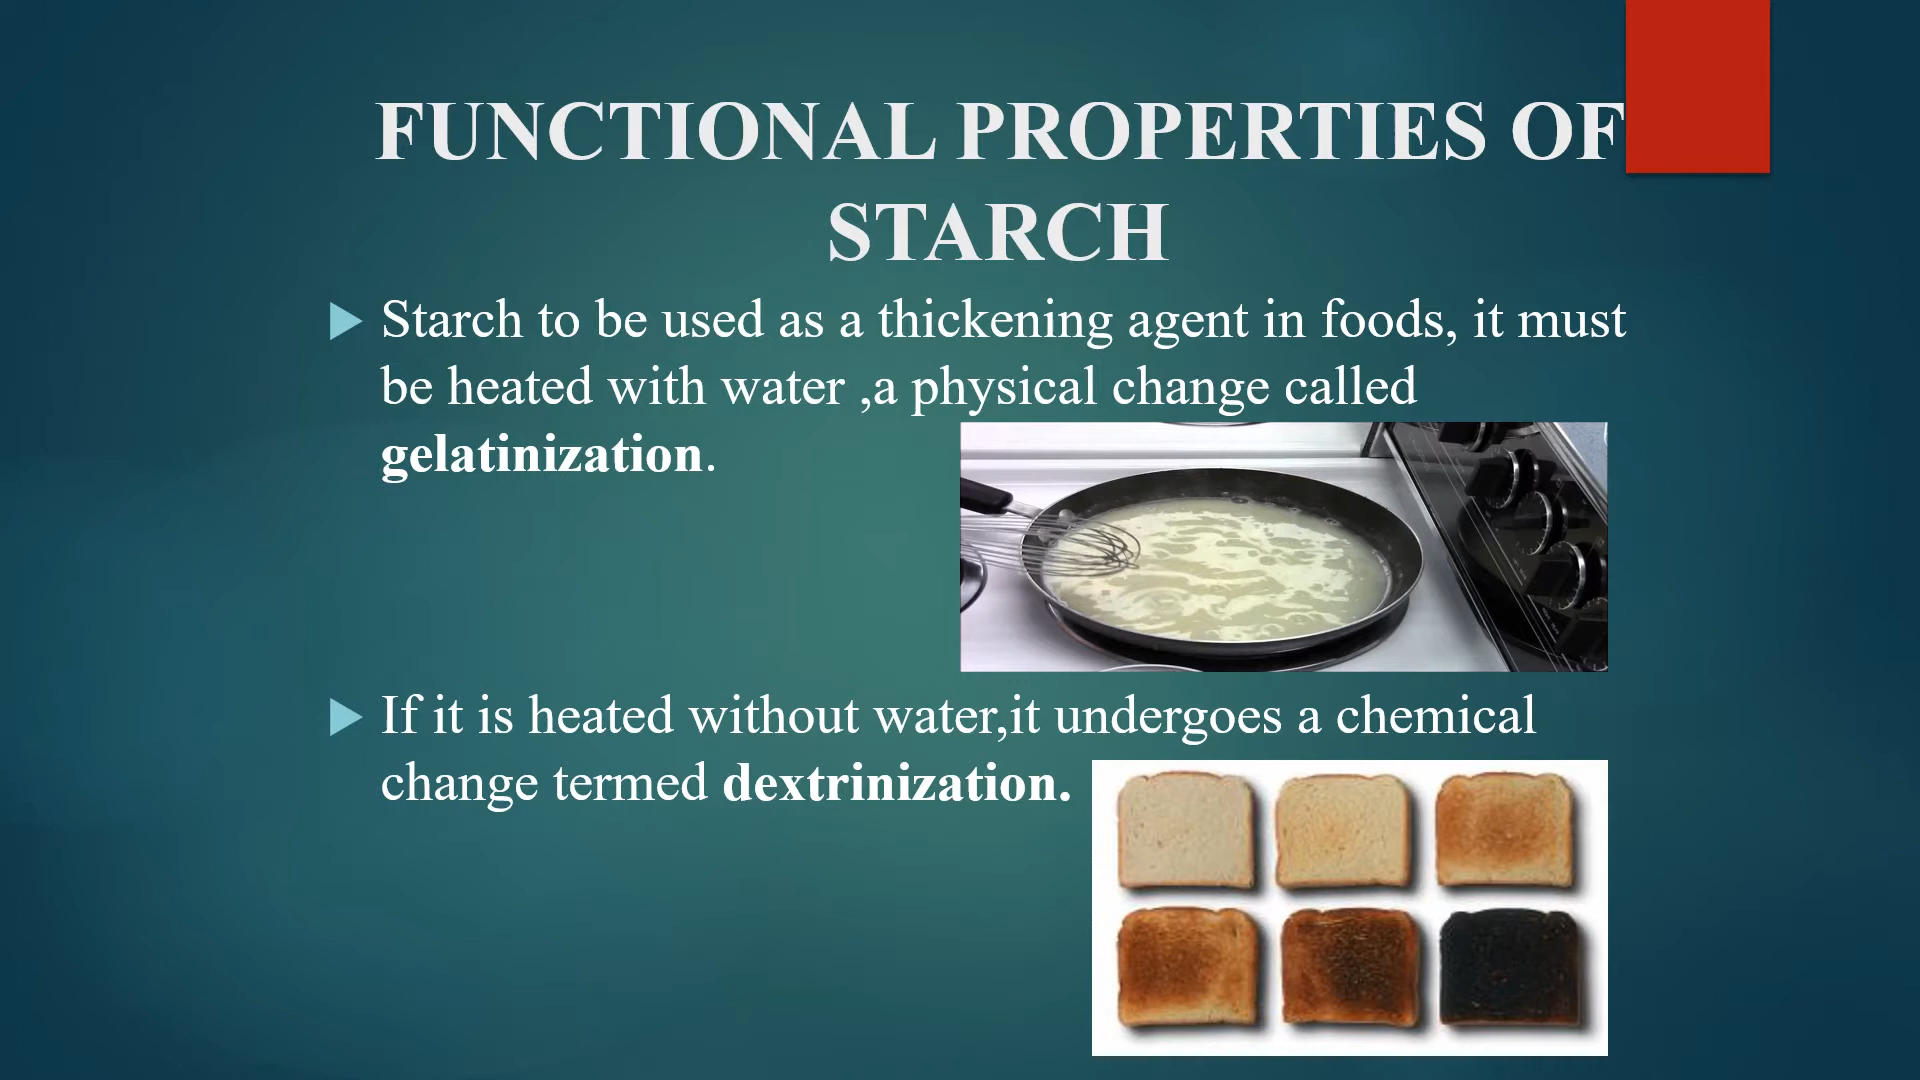 FUNCTIONAL PROPERTIES OF
STARCH
Starch to be used as a thickening agent in foods, it must
be heated with water ,a physical change called
gelatinization.
If it is heated without water,it undergoes a chemical
change termed dextrinization.